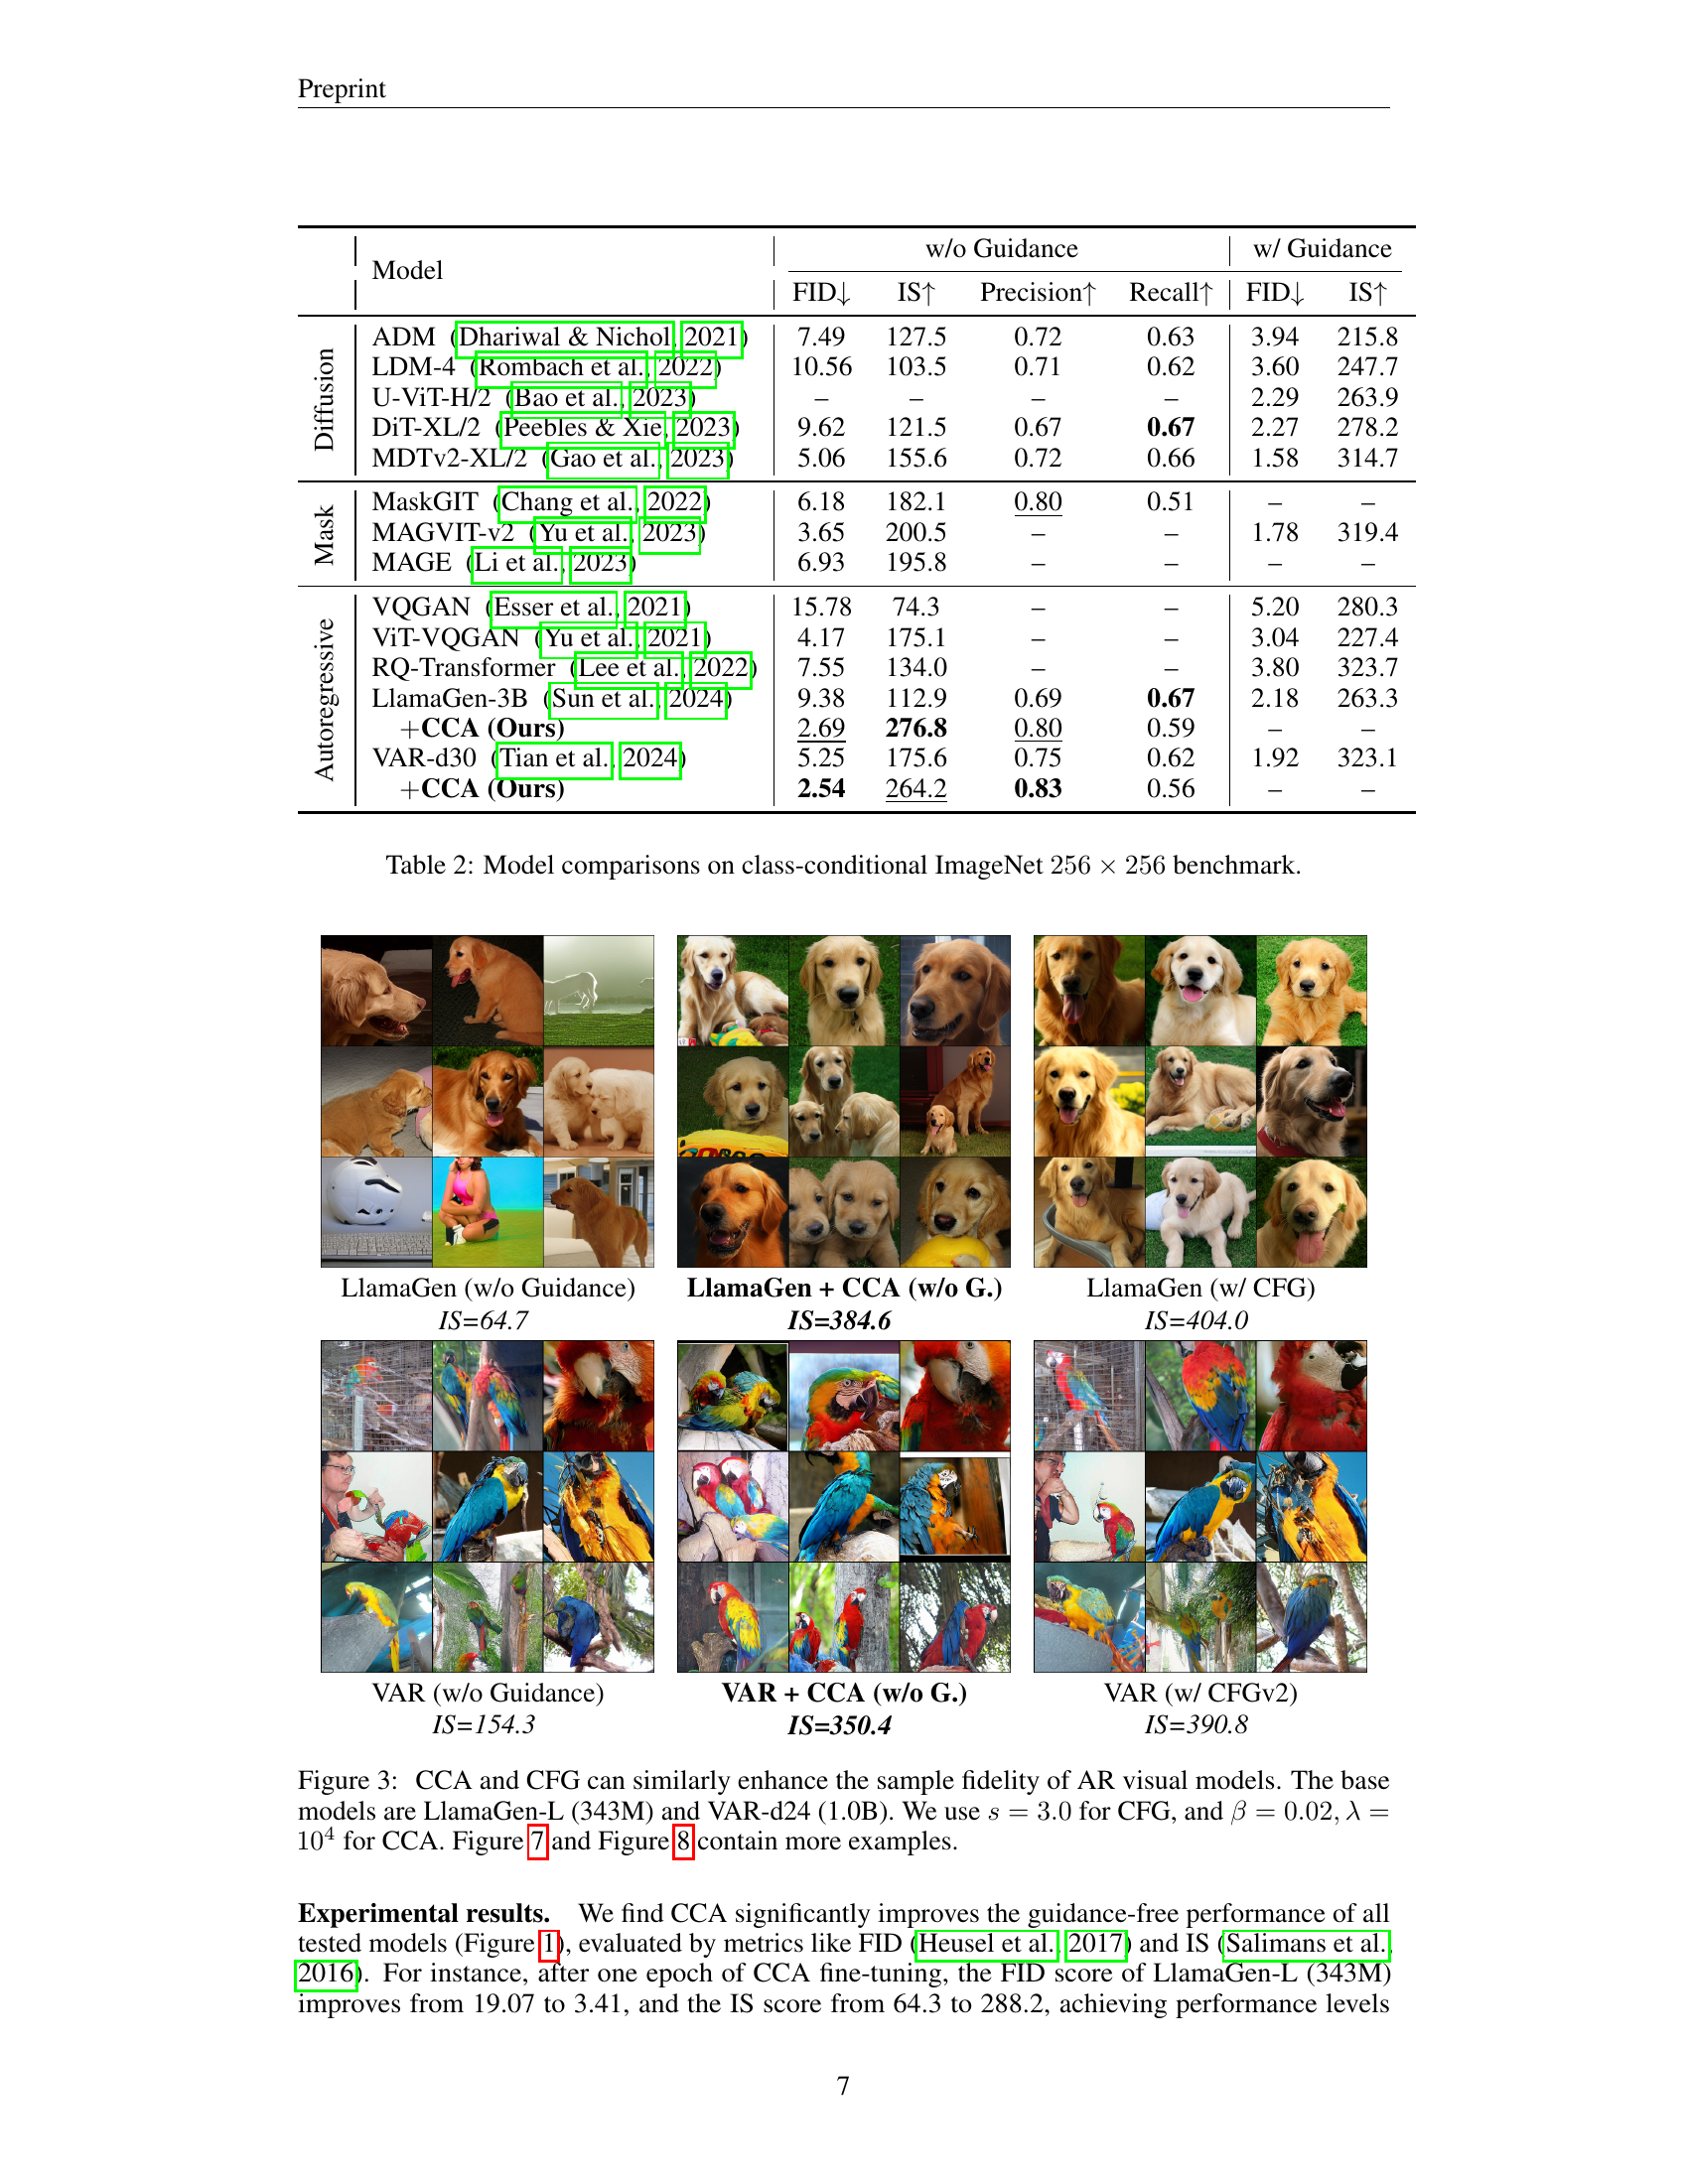 Preprint
Model w/o Guidance w/ Guidance
FID↓ IS↑ Precision↑ Recall↑ FID↓ IS↑
Diffusion
ADM (Dhariwal & Nichol, 2021) 7.49 127.5 0.72 0.63 3.94 215.8
LDM-4 (Rombach et al., 2022) 10.56 103.5 0.71 0.62 3.60 247.7
U-ViT-H/2 (Bao et al., 2023) – – – – 2.29 263.9
DiT-XL/2 (Peebles & Xie, 2023) 9.62 121.5 0.67 0.67 2.27 278.2
MDTv2-XL/2 (Gao et al., 2023) 5.06 155.6 0.72 0.66 1.58 314.7
Mask
MaskGIT (Chang et al., 2022) 6.18 182.1 0.80 0.51 – –
MAGVIT-v2 (Yu et al., 2023) 3.65 200.5 – – 1.78 319.4
MAGE (Li et al., 2023) 6.93 195.8 – – – –
Autoregressive
VQGAN (Esser et al., 2021) 15.78 74.3 – – 5.20 280.3
ViT-VQGAN (Yu et al., 2021) 4.17 175.1 – – 3.04 227.4
RQ-Transformer (Lee et al., 2022) 7.55 134.0 – – 3.80 323.7
LlamaGen-3B (Sun et al., 2024) 9.38 112.9 0.69 0.67 2.18 263.3
+CCA (Ours) 2.69 276.8 0.80 0.59 – –
VAR-d30 (Tian et al., 2024) 5.25 175.6 0.75 0.62 1.92 323.1
+CCA (Ours) 2.54 264.2 0.83 0.56 – –
Table 2: Model comparisons on class-conditional ImageNet 256 × 256 benchmark.
LlamaGen (w/o Guidance) LlamaGen + CCA (w/o G.) LlamaGen (w/ CFG)
IS=64.7 IS=384.6 IS=404.0
VAR (w/o Guidance) VAR + CCA (w/o G.) VAR (w/ CFGv2)
IS=154.3 IS=350.4 IS=390.8
Figure 3: CCA and CFG can similarly enhance the sample fidelity of AR visual models. The base
models are LlamaGen-L (343M) and VAR-d24 (1.0B). We use s = 3.0 for CFG, and β = 0.02, λ =
10⁴ for CCA. Figure 7 and Figure 8 contain more examples.
Experimental results. We find CCA significantly improves the guidance-free performance of all
tested models (Figure 1), evaluated by metrics like FID (Heusel et al., 2017) and IS (Salimans et al.,
2016). For instance, after one epoch of CCA fine-tuning, the FID score of LlamaGen-L (343M)
improves from 19.07 to 3.41, and the IS score from 64.3 to 288.2, achieving performance levels
7